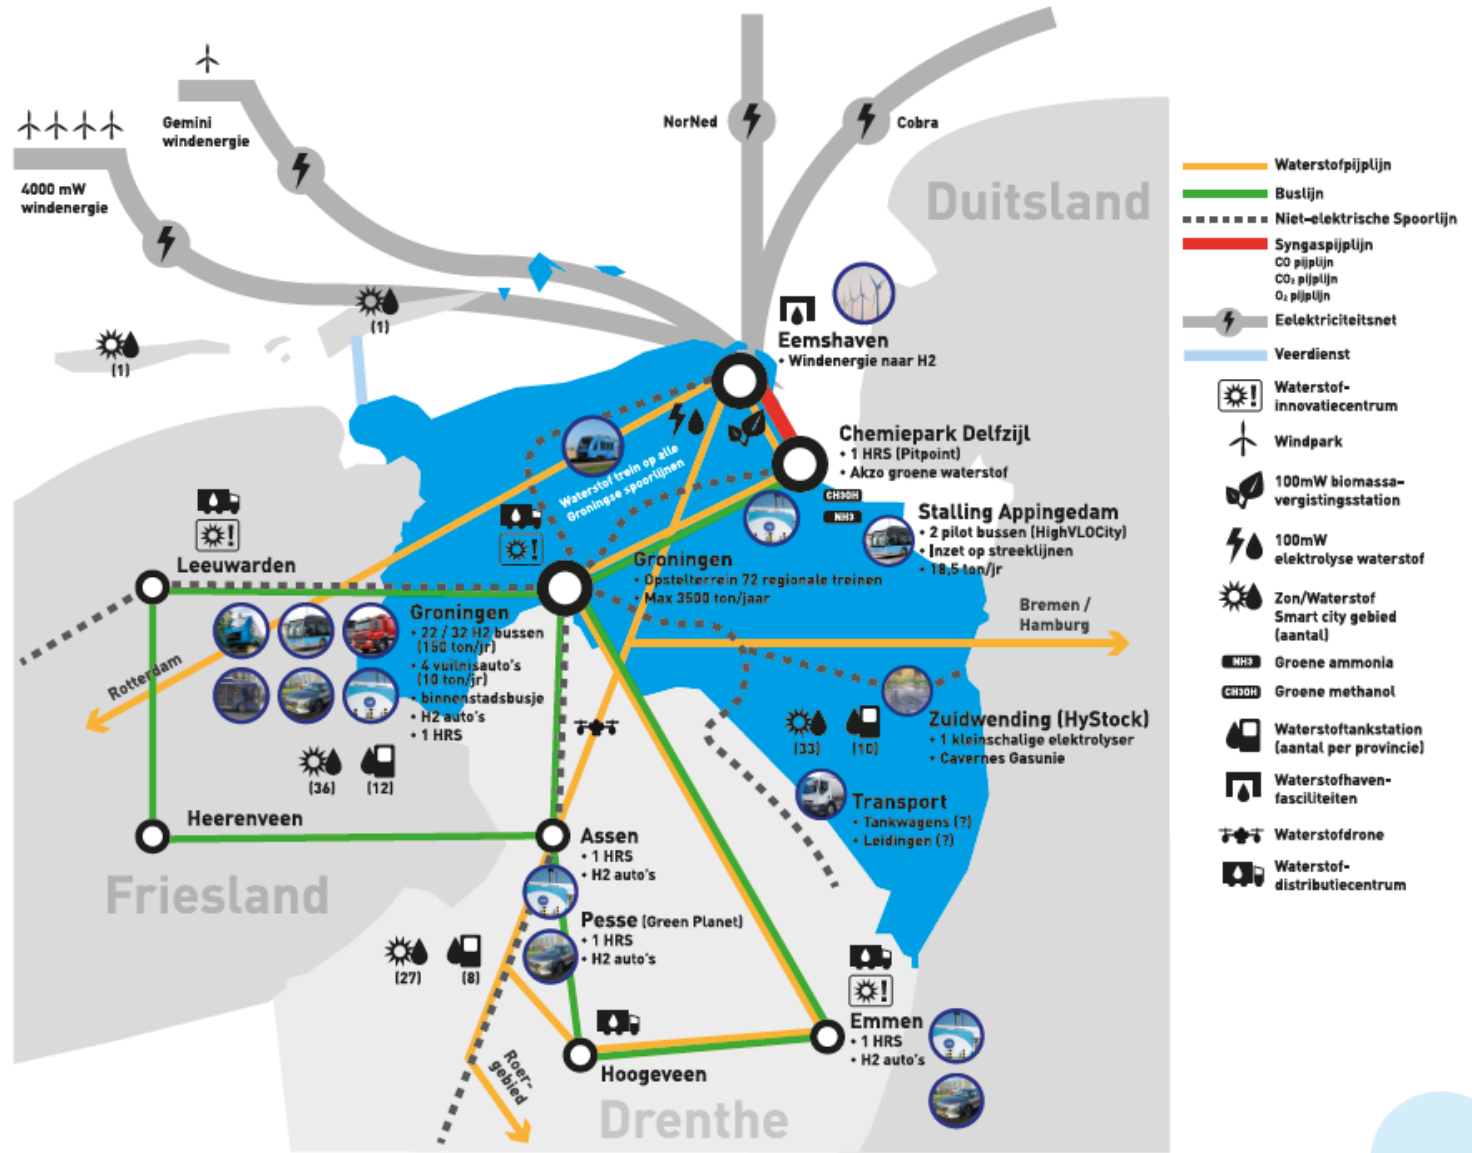 Gemini
windenergie
4000 mW
windenergie
NorNed
Cobra
Duitsland
(1)
(1)
Eemshaven
• Windenergie naar H2
Chemiepark Delfzijl
• 1 HRS (Pitpoint)
• Akzo groene waterstof
CH3OH
NH3
Waterstof trein op alle
Groningse spoorlijnen
Stalling Appingedam
• 2 pilot bussen (HighVLOCity)
• Inzet op streeklijnen
• 18,5 ton/jr
Groningen
• Opstelterrein 72 regionale treinen
• Max 3500 ton/jaar
Leeuwarden
Groningen
• 22 / 32 H2 bussen
(150 ton/jr)
• 4 vuilnisauto's
(10 ton/jr)
• binnenstadsbusje
• H2 auto's
• 1 HRS
Rotterdam
(36)
(12)
Bremen /
Hamburg
Zuidwending (HyStock)
• 1 kleinschalige elektrolyser
• Cavernes Gasunie
(33)
(10)
Transport
• Tankwagens (?)
• Leidingen (?)
Heerenveen
Friesland
Assen
• 1 HRS
• H2 auto's
Pesse (Green Planet)
• 1 HRS
• H2 auto's
(27)
(8)
Emmen
• 1 HRS
• H2 auto's
Hoogeveen
Roer-
gebied
Drenthe
Waterstofpijplijn
Buslijn
Niet-elektrische Spoorlijn
Syngaspijplijn
CO pijplijn
CO₂ pijplijn
O₂ pijplijn
Eelektriciteitsnet
Veerdienst
Waterstof-
innovatiecentrum
Windpark
100mW biomassa-
vergistingsstation
100mW
elektrolyse waterstof
Zon/Waterstof
Smart city gebied
(aantal)
NH3 Groene ammonia
CH3OH Groene methanol
Waterstoftankstation
(aantal per provincie)
Waterstofhaven-
fasciliteiten
Waterstofdrone
Waterstof-
distributiecentrum